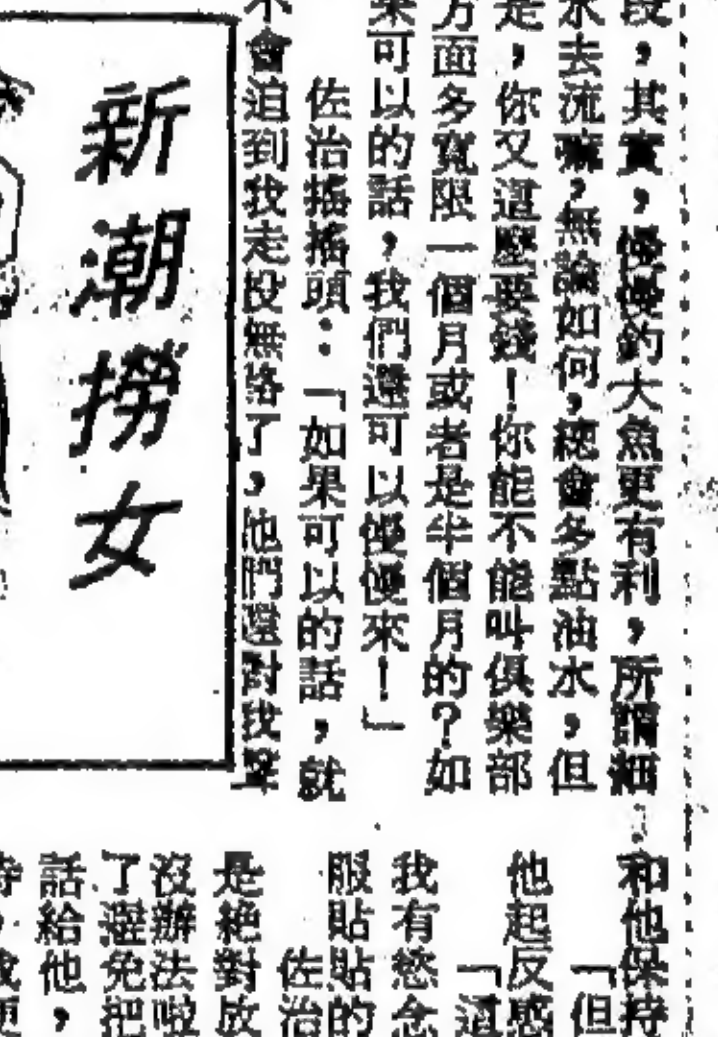 段,其實,慢慢釣大魚更有利,所謂細
水去流嘛,無論如何,總會多點油水,但
是,你又這麼要錢!你能不能叫俱樂部
方面多寬限一個月或者是半個月的?如
果可以的話,我們還可以慢慢來!」
佐治搖搖頭:「如果可以的話,就
不會迫到我走投無路了,他們還對我聲
新潮撈女
和他保持
「但
他起反感
「這
我有慾念
服貼貼的
佐治
是絕對放
沒辦法啦
了避免把
話給他,